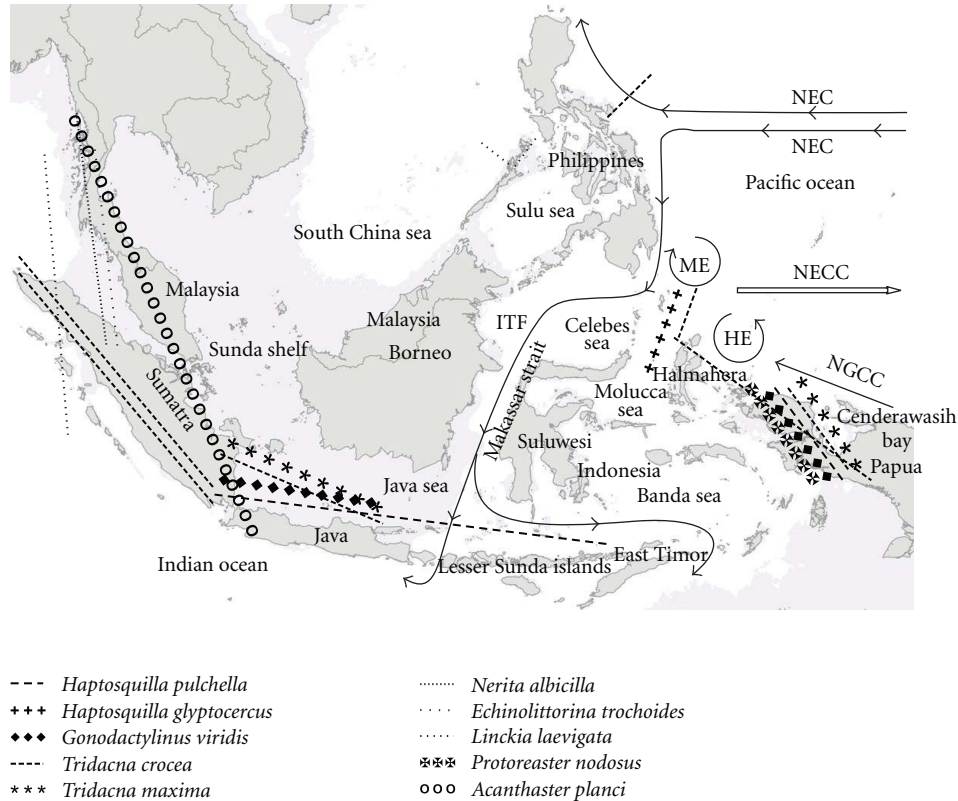 NEC
NEC
Philippines
Pacific ocean
Sulu sea
South China sea
ME
NECC
Malaysia
Malaysia
ITF
Celebes
sea
HE
Sunda shelf
Borneo
Makassar strait
Halmahera
NGCC
Sumatra
Molucca
sea
Cenderawasih
bay
Suluwesi
Papua
Indonesia
Java sea
Banda sea
Java
East Timor
Indian ocean
Lesser Sunda islands
Haptosquilla pulchella
Haptosquilla glyptocercus
Gonodactylinus viridis
Tridacna crocea
Tridacna maxima
Nerita albicilla
Echinolittorina trochoides
Linckia laevigata
Protoreaster nodosus
Acanthaster planci